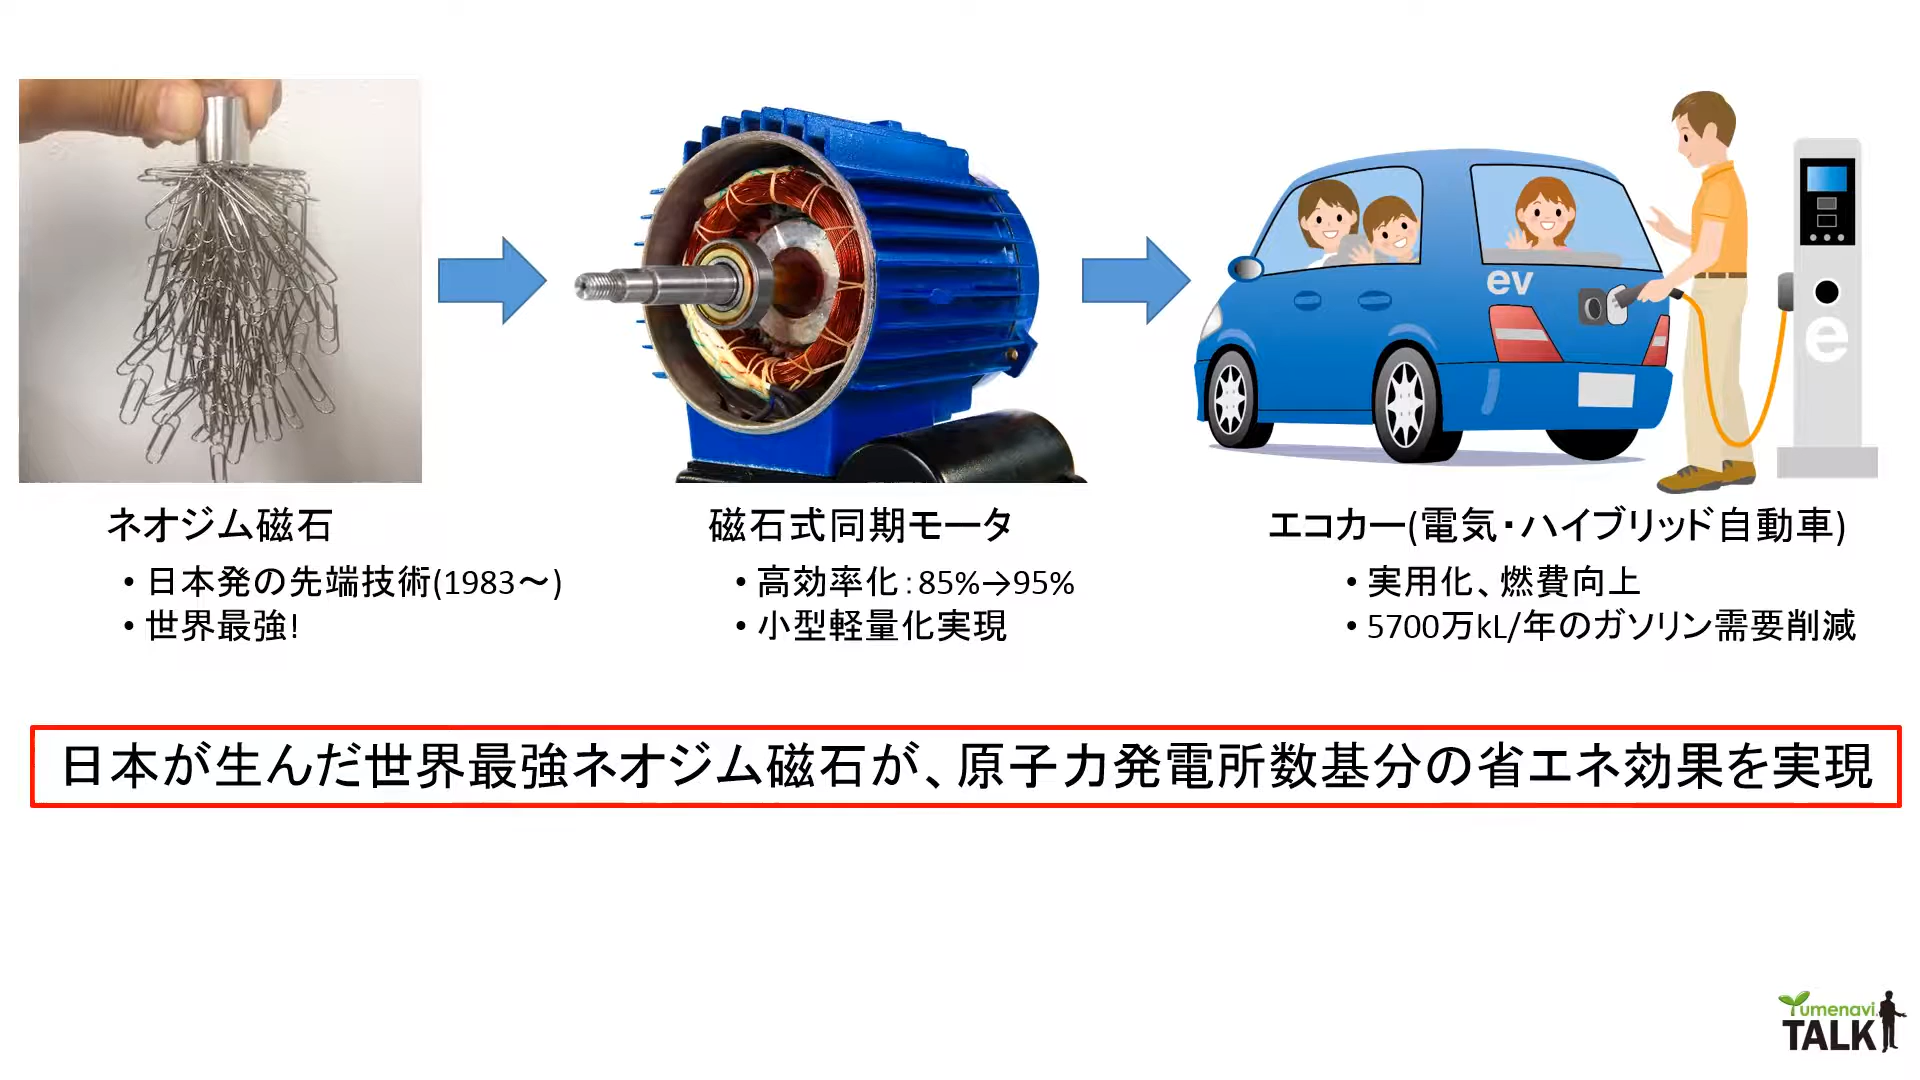 ネオジム磁石
• 日本発の先端技術(1983～)
• 世界最強!
磁石式同期モータ
• 高効率化：85%→95%
• 小型軽量化実現
ev
e
エコカー(電気・ハイブリッド自動車)
• 実用化、燃費向上
• 5700万kL/年のガソリン需要削減
日本が生んだ世界最強ネオジム磁石が、原子力発電所数基分の省エネ効果を実現
Yumenavi
TALK